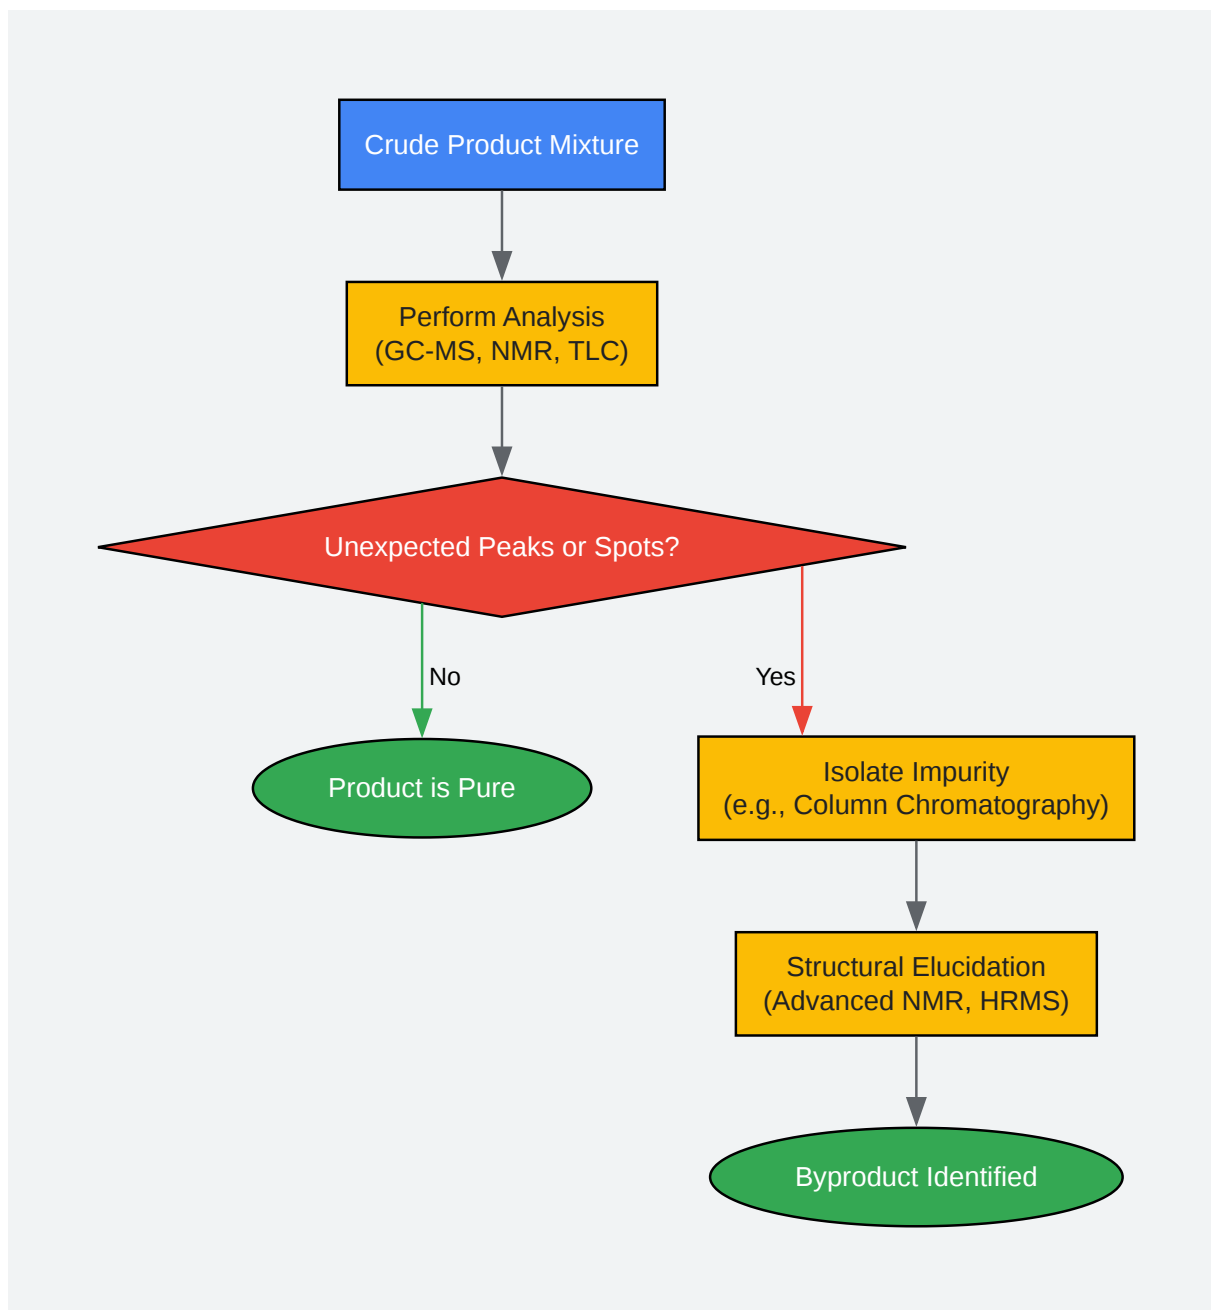 Crude Product Mixture
Perform Analysis
(GC-MS, NMR, TLC)
Unexpected Peaks or Spots?
No
Yes
Product is Pure
Isolate Impurity
(e.g., Column Chromatography)
Structural Elucidation
(Advanced NMR, HRMS)
Byproduct Identified